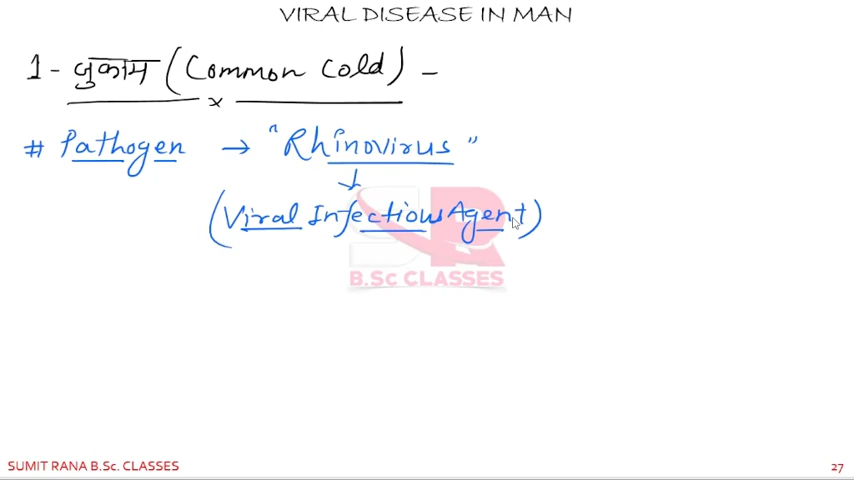 VIRAL DISEASE IN MAN
1- जुकाम (Common Cold) -
# Pathogen → "Rhinovirus"
(Viral Infectious Agent)
SR
B.Sc CLASSES
SUMIT RANA B.Sc. CLASSES
27